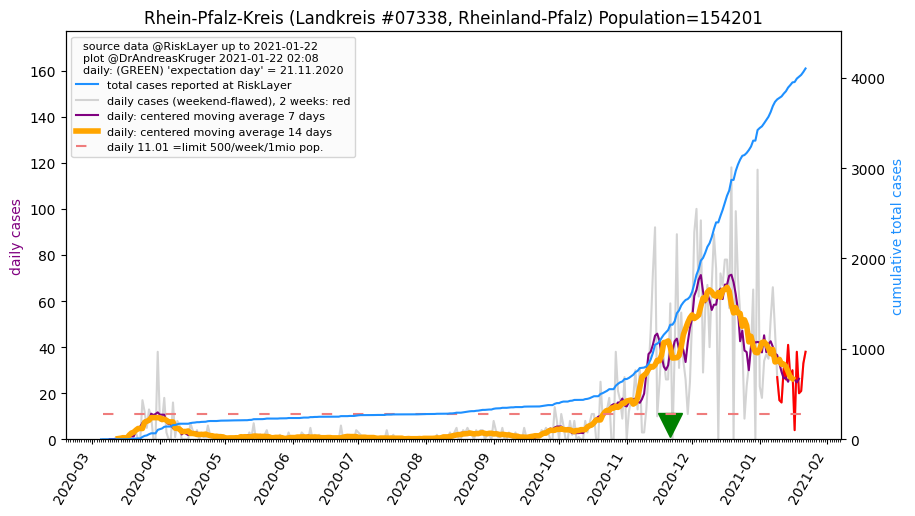 Rhein-Pfalz-Kreis (Landkreis #07338, Rheinland-Pfalz) Population=154201
source data @RiskLayer up to 2021-01-22
plot @DrAndreasKruger 2021-01-22 02:08
daily: (GREEN) 'expectation day' = 21.11.2020
total cases reported at RiskLayer
daily cases (weekend-flawed), 2 weeks: red
daily: centered moving average 7 days
daily: centered moving average 14 days
daily 11.01 =limit 500/week/1mio pop.
daily cases
160
140
120
100
80
60
40
20
0
cumulative total cases
4000
3000
2000
1000
0
2020-03
2020-04
2020-05
2020-06
2020-07
2020-08
2020-09
2020-10
2020-11
2020-12
2021-01
2021-02